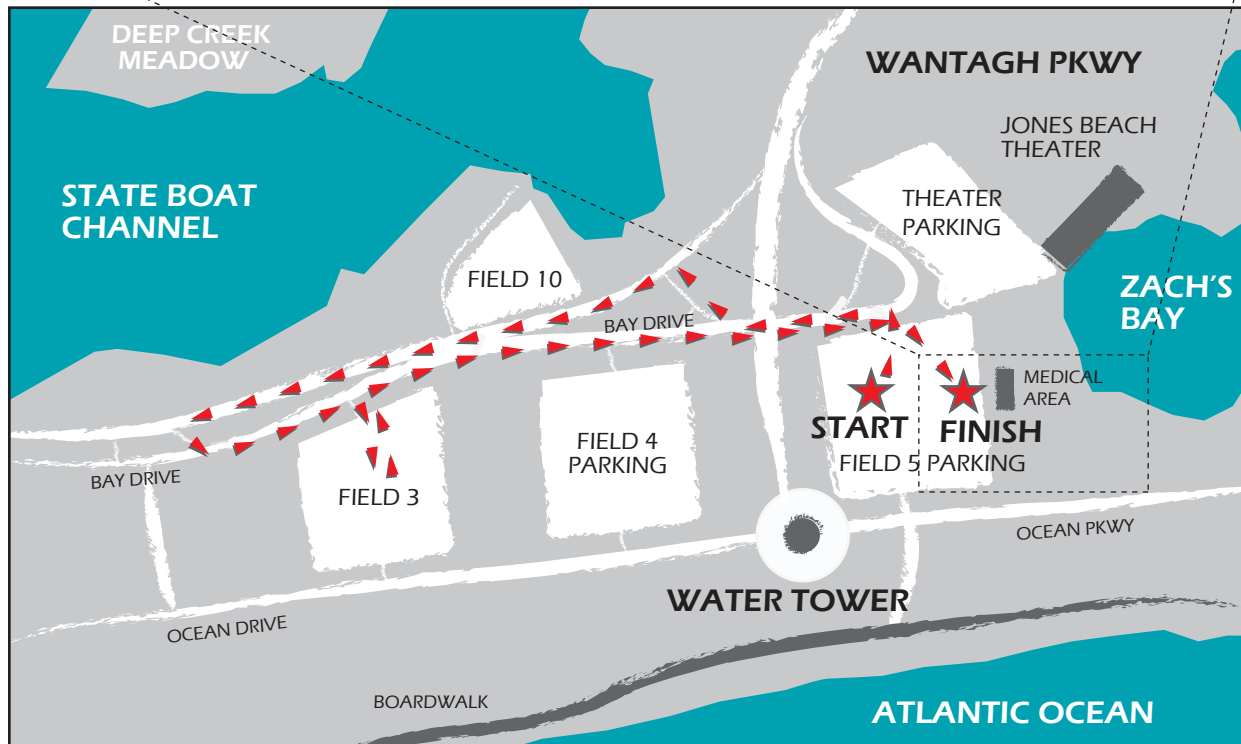 DEEP CREEK
MEADOW
WANTAGH PKWY
JONES BEACH
THEATER
STATE BOAT
CHANNEL
THEATER
PARKING
FIELD 10
ZACH'S
BAY
BAY DRIVE
MEDICAL
AREA
START
FINISH
FIELD 4
PARKING
FIELD 5 PARKING
BAY DRIVE
FIELD 3
OCEAN PKWY
WATER TOWER
OCEAN DRIVE
BOARDWALK
ATLANTIC OCEAN